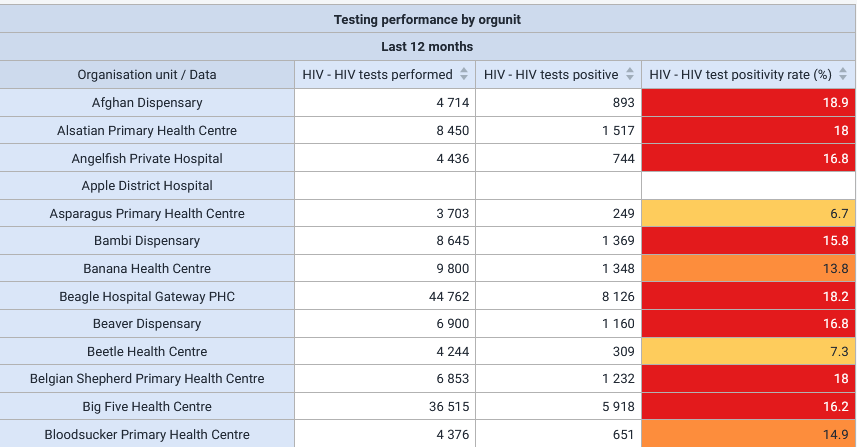 Testing performance by orgunit
Last 12 months
Organisation unit / Data HIV - HIV tests performed HIV - HIV tests positive HIV - HIV test positivity rate (%)
Afghan Dispensary 4 714 893 18.9
Alsatian Primary Health Centre 8 450 1 517 18
Angelfish Private Hospital 4 436 744 16.8
Apple District Hospital
Asparagus Primary Health Centre 3 703 249 6.7
Bambi Dispensary 8 645 1 369 15.8
Banana Health Centre 9 800 1 348 13.8
Beagle Hospital Gateway PHC 44 762 8 126 18.2
Beaver Dispensary 6 900 1 160 16.8
Beetle Health Centre 4 244 309 7.3
Belgian Shepherd Primary Health Centre 6 853 1 232 18
Big Five Health Centre 36 515 5 918 16.2
Bloodsucker Primary Health Centre 4 376 651 14.9